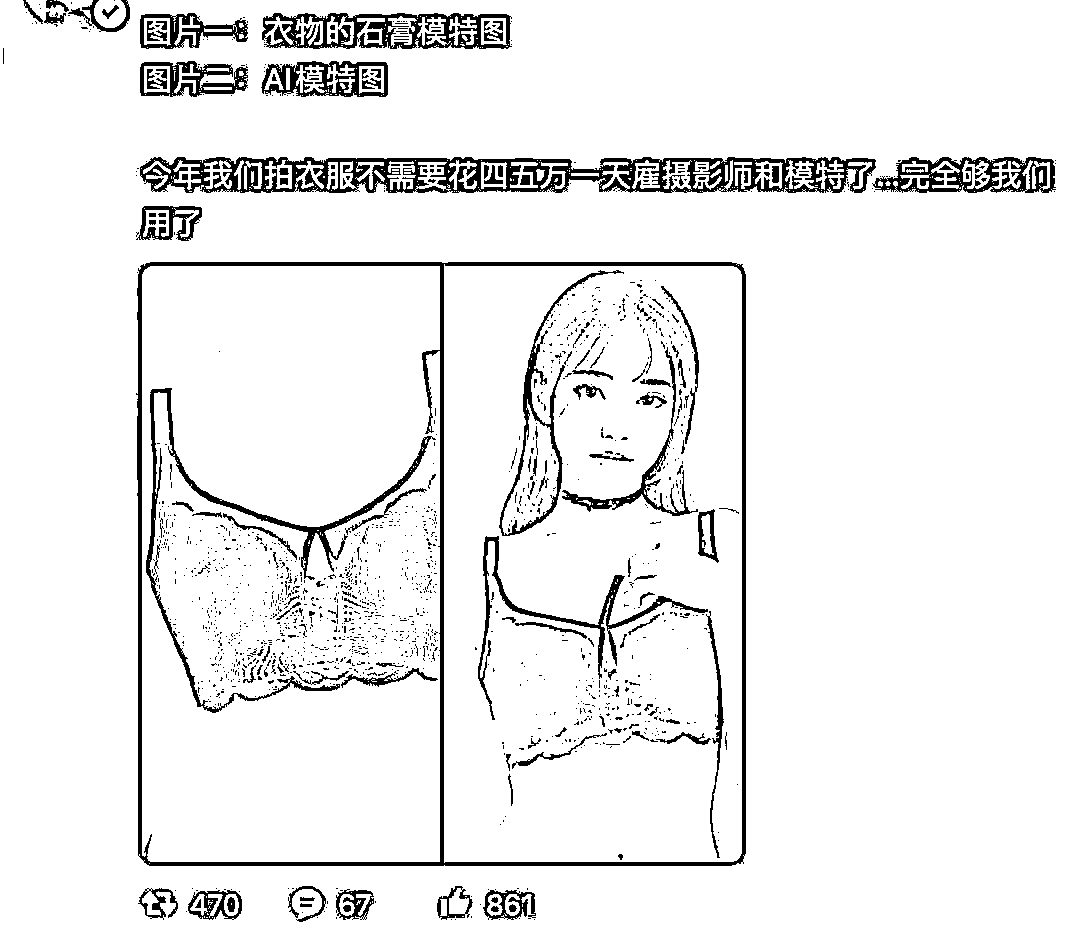 图片一：衣物的石膏模特图
图片二：AI模特图
今年我们拍衣服不需要花四五万一天雇摄影师和模特了...完全够我们
用了
470 67 861